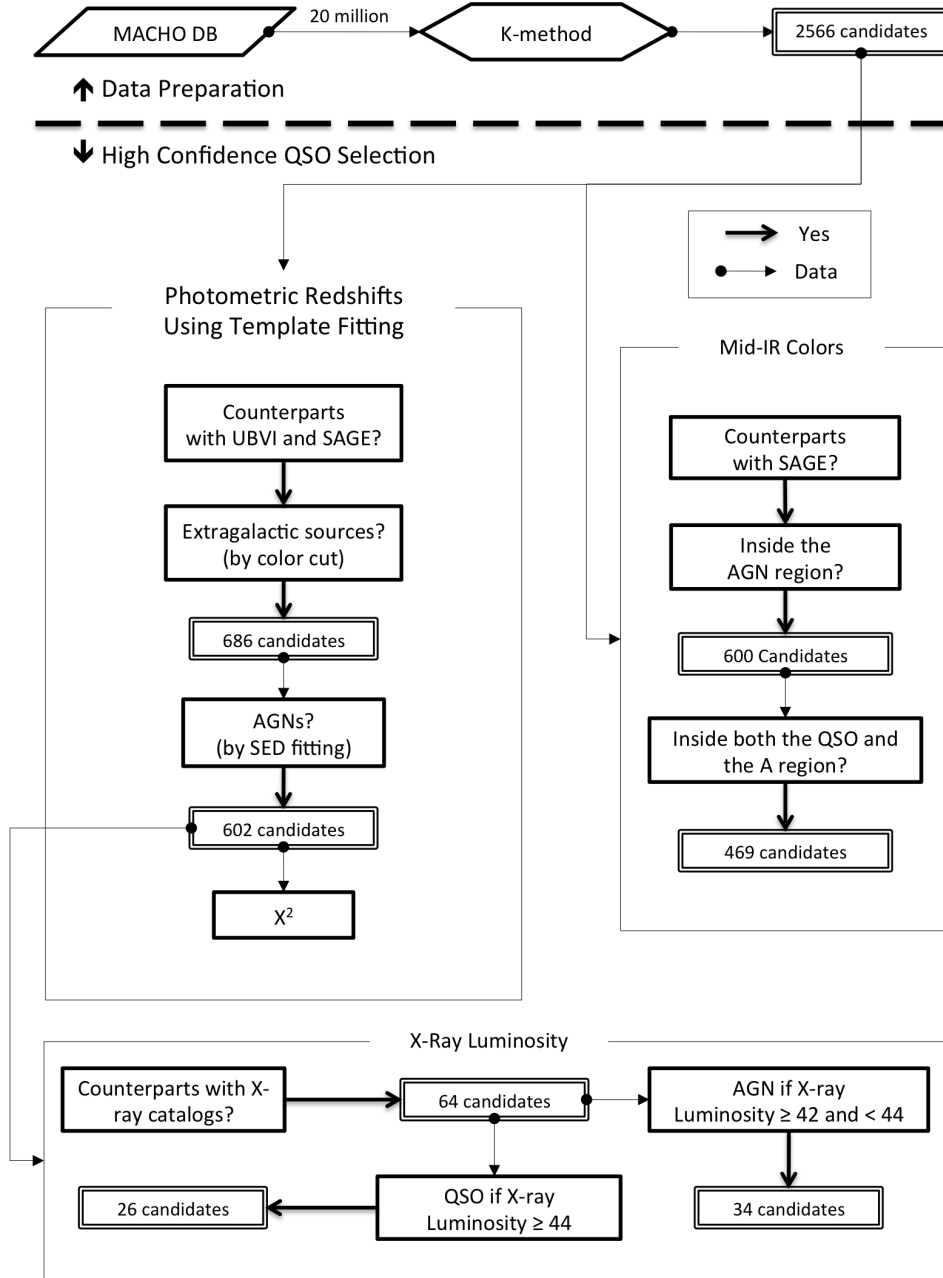 MACHO DB
20 million
K-method
2566 candidates
Data Preparation
High Confidence QSO Selection
Yes
Data
Photometric Redshifts
Using Template Fitting
Counterparts
with UBVI and SAGE?
Extragalactic sources?
(by color cut)
686 candidates
AGNs?
(by SED fitting)
602 candidates
X²
Mid-IR Colors
Counterparts
with SAGE?
Inside the
AGN region?
600 Candidates
Inside both the QSO and
the A region?
469 candidates
X-Ray Luminosity
Counterparts with X-
ray catalogs?
64 candidates
AGN if X-ray
Luminosity ≥ 42 and < 44
26 candidates
QSO if X-ray
Luminosity ≥ 44
34 candidates